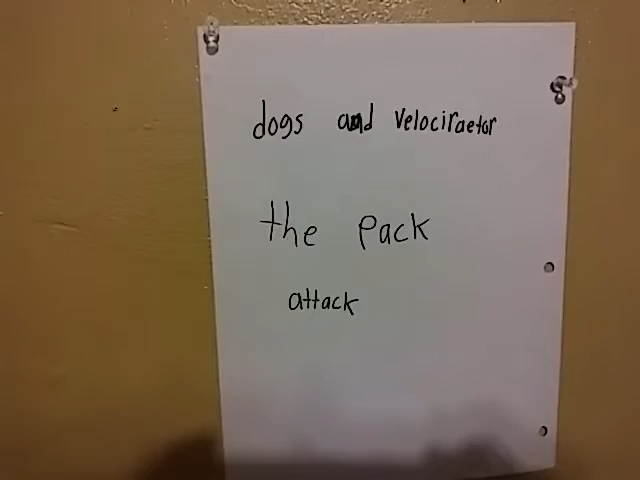 dogs and velociraetor
the pack
attack